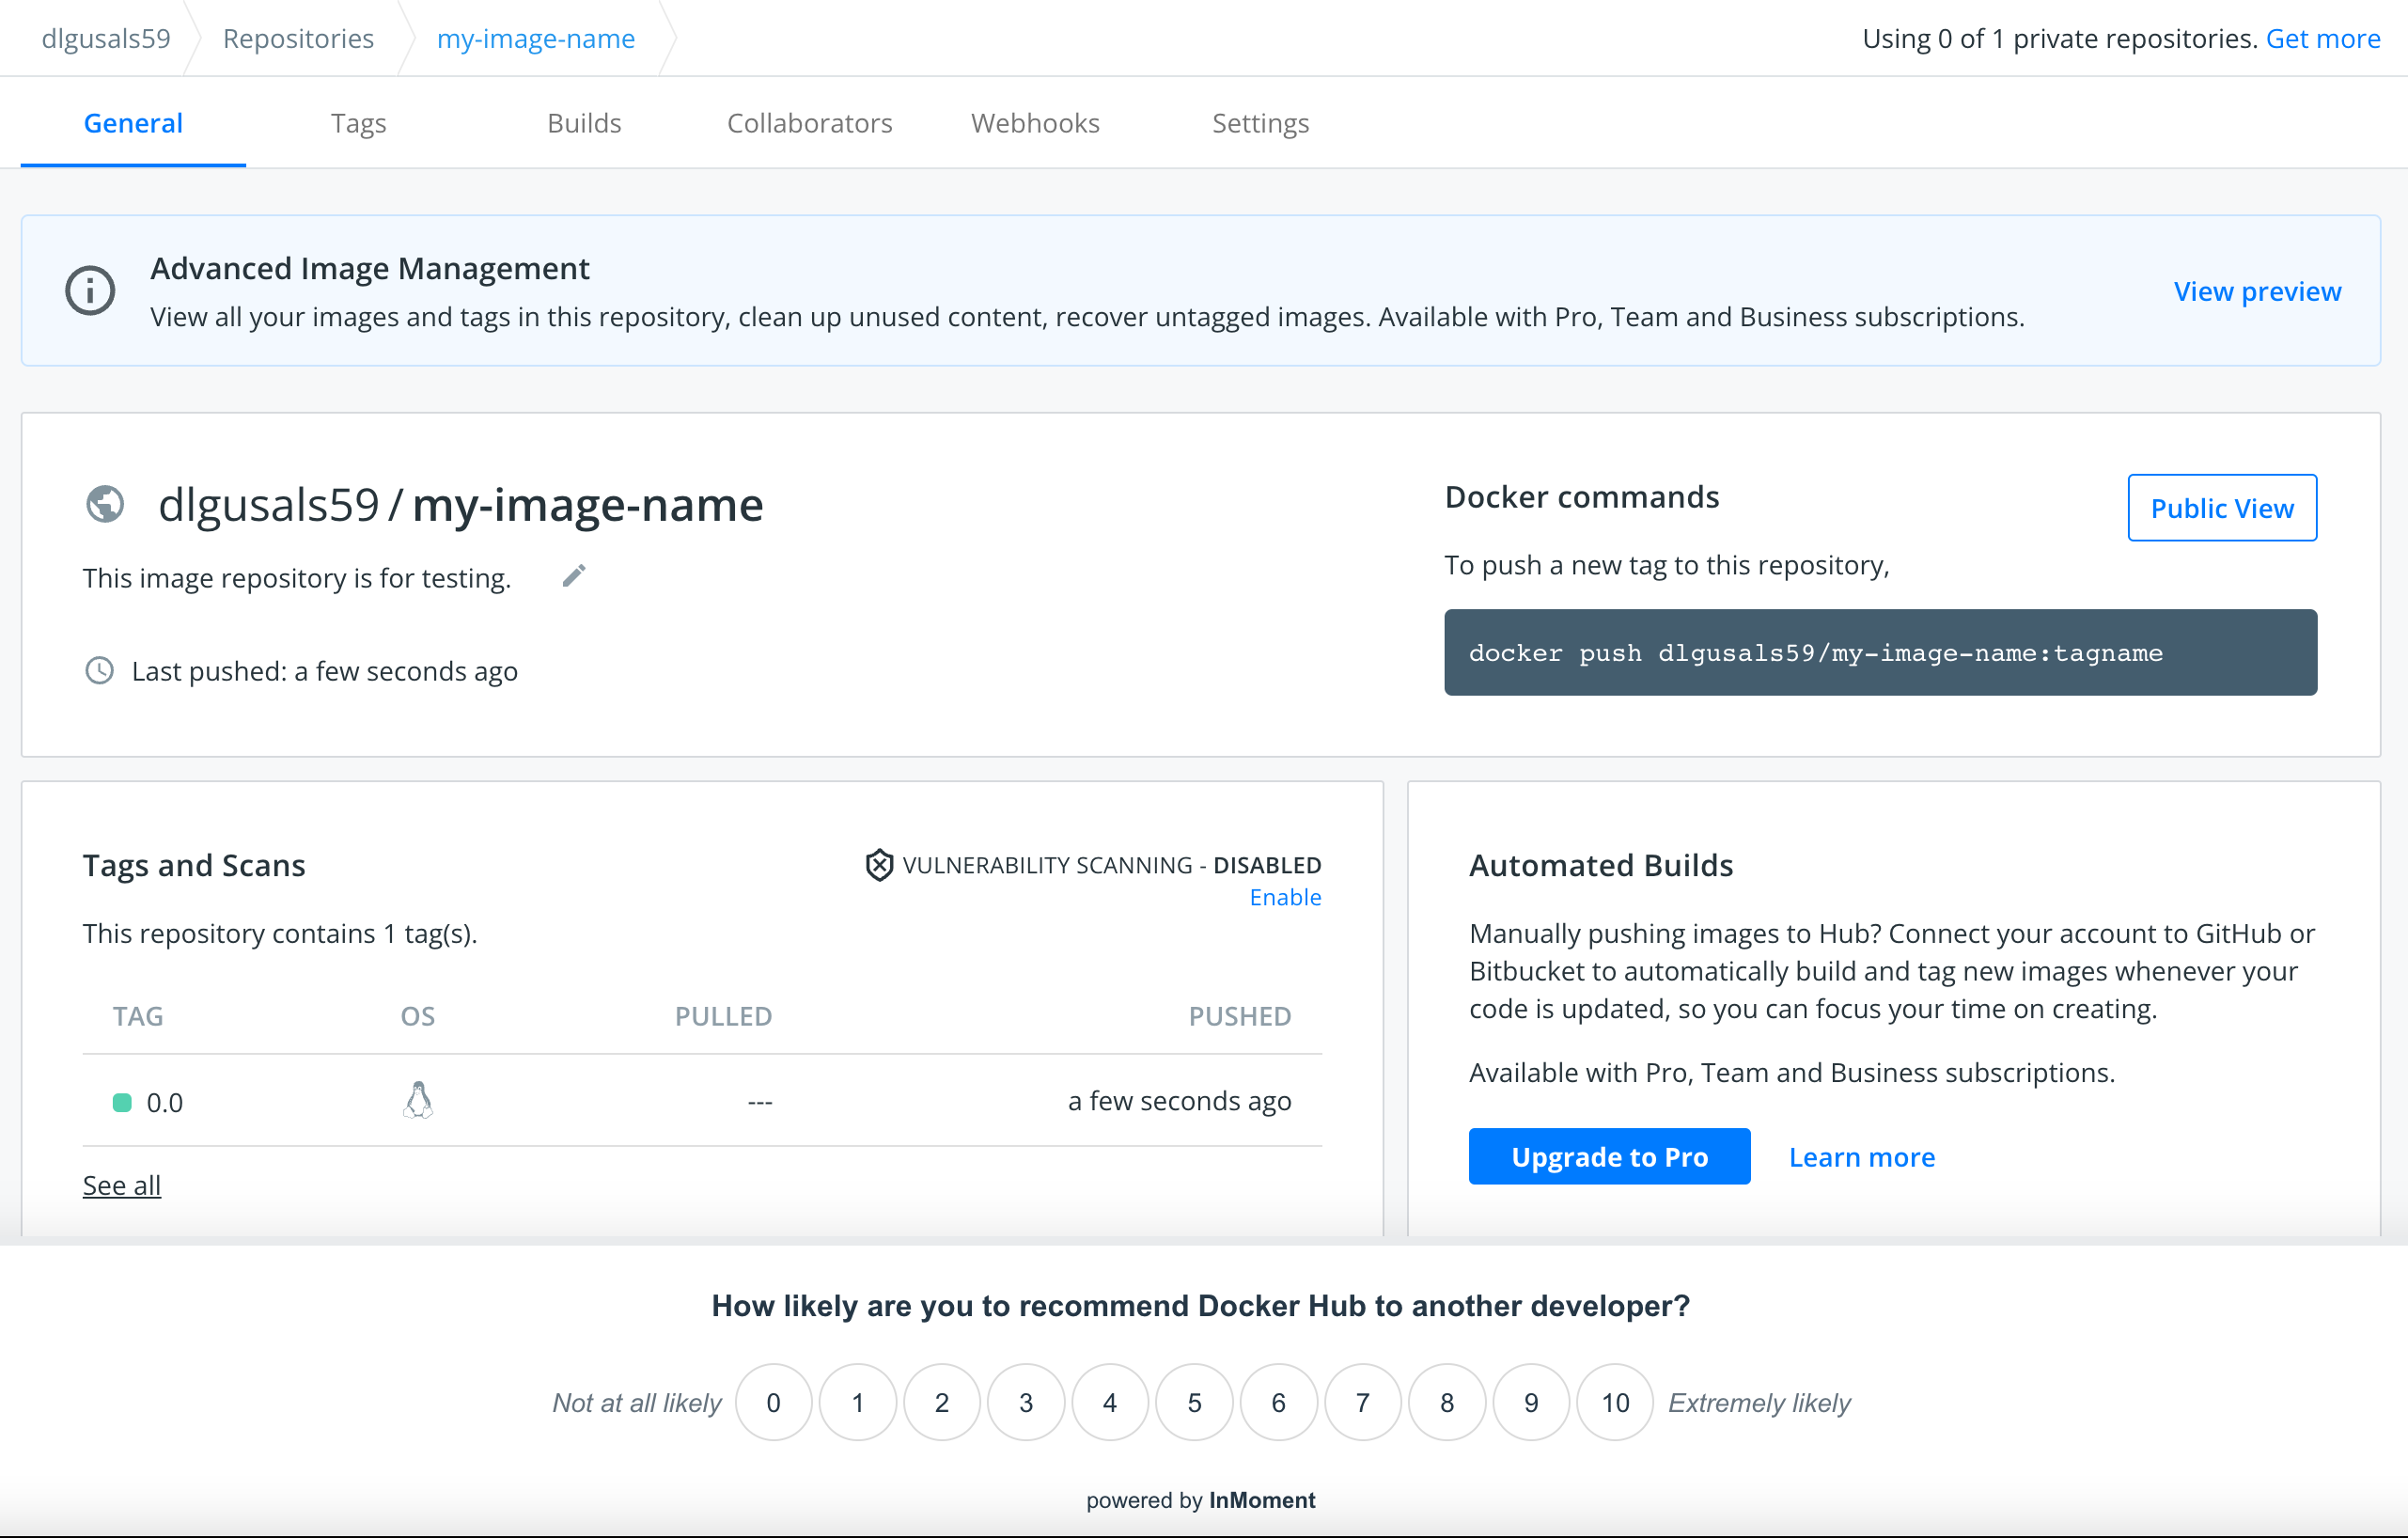 dlgusals59
Repositories
my-image-name
Using 0 of 1 private repositories. Get more
General
Tags
Builds
Collaborators
Webhooks
Settings
Advanced Image Management
View all your images and tags in this repository, clean up unused content, recover untagged images. Available with Pro, Team and Business subscriptions.
View preview
dlgusals59 / my-image-name
This image repository is for testing.
Last pushed: a few seconds ago
Docker commands
Public View
To push a new tag to this repository,
docker push dlgusals59/my-image-name:tagname
Tags and Scans
VULNERABILITY SCANNING - DISABLED
Enable
This repository contains 1 tag(s).
TAG OS PULLED PUSHED
0.0 --- a few seconds ago
See all
Automated Builds
Manually pushing images to Hub? Connect your account to GitHub or
Bitbucket to automatically build and tag new images whenever your
code is updated, so you can focus your time on creating.
Available with Pro, Team and Business subscriptions.
Upgrade to Pro
Learn more
How likely are you to recommend Docker Hub to another developer?
Not at all likely 0 1 2 3 4 5 6 7 8 9 10 Extremely likely
powered by InMoment